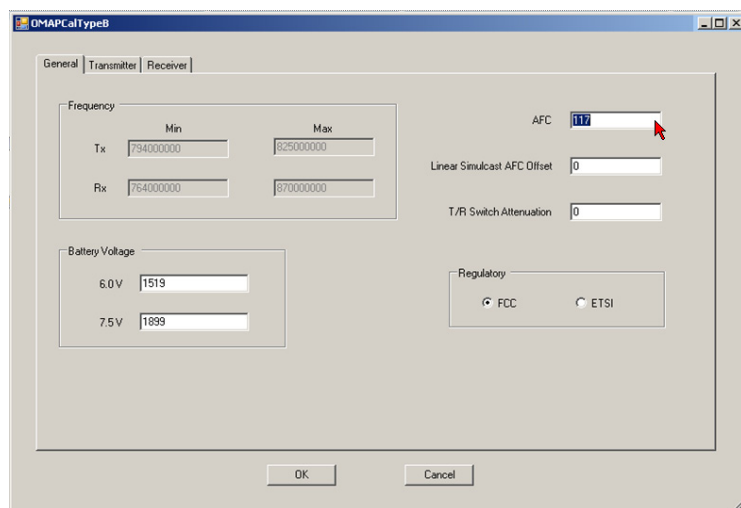 OMAPCalTypeB
General Transmitter Receiver
Frequency
Min Max
Tx 794000000 825000000
Rx 764000000 870000000
AFC 117
Linear Simulcast AFC Offset 0
T/R Switch Attenuation 0
Battery Voltage
6.0 V 1519
7.5 V 1899
Regulatory
FCC ETSI
OK Cancel